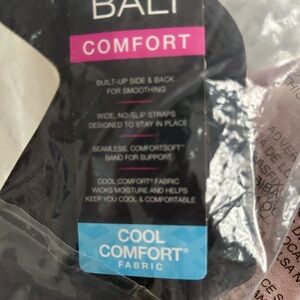 BALI
COMFORT
BUILT-UP SIDE & BACK
FOR SMOOTHING
WIDE, NO-SLIP STRAPS
DESIGNED TO STAY IN PLACE
SEAMLESS, COMFORTSOFT™
BAND FOR SUPPORT
COOL COMFORT® FABRIC
WICKS MOISTURE AND HELPS
KEEP YOU COOL & COMFORTABLE
COOL
COMFORT®
FABRIC